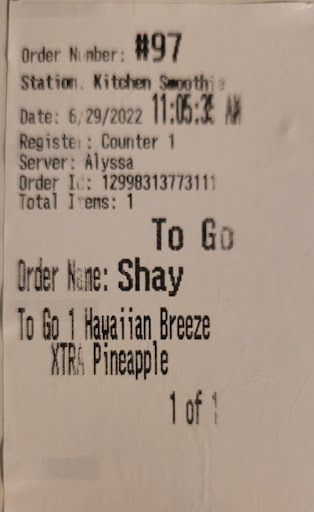 Order Number: #97
Station: Kitchen Smoothie
Date: 6/29/2022 11:05:35 AM
Register: Counter 1
Server: Alyssa
Order Id: 12998313773111
Total Items: 1
To Go
Order Name: Shay
To Go 1 Hawaiian Breeze
XTRA Pineapple
1 of 1